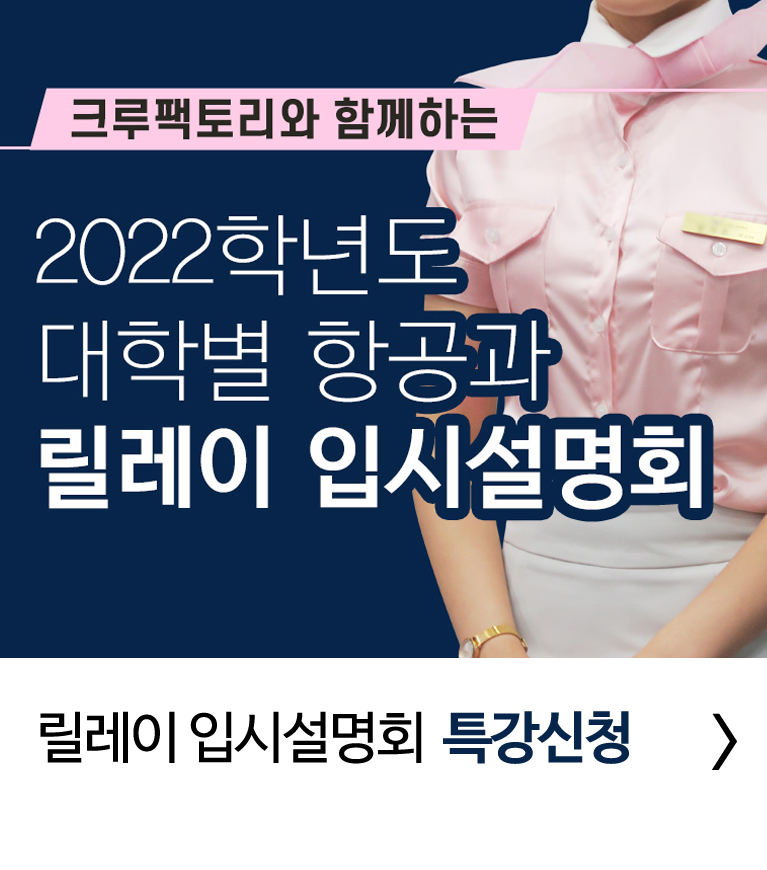 크루팩토리와 함께하는
2022학년도
대학별 항공과
릴레이 입시설명회
릴레이 입시설명회 특강신청